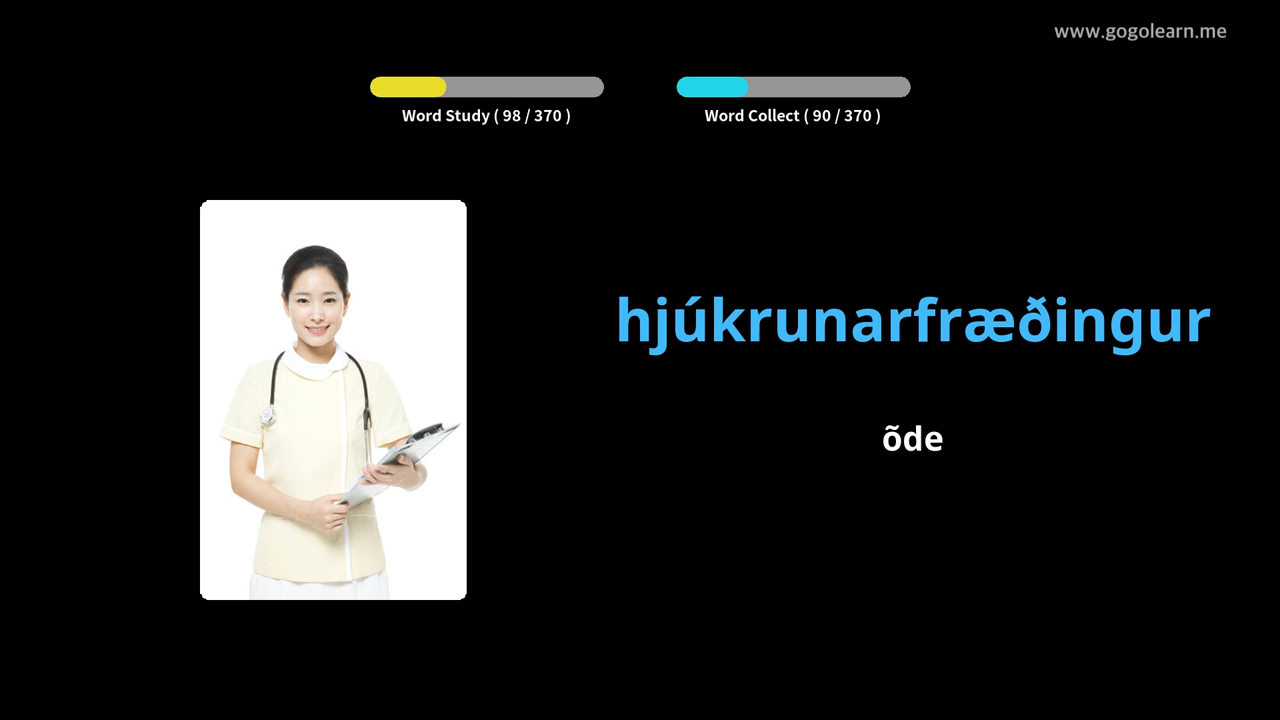 www.gogolearn.me
Word Study ( 98 / 370 )
Word Collect ( 90 / 370 )
hjúkrunarfræðingur
õde